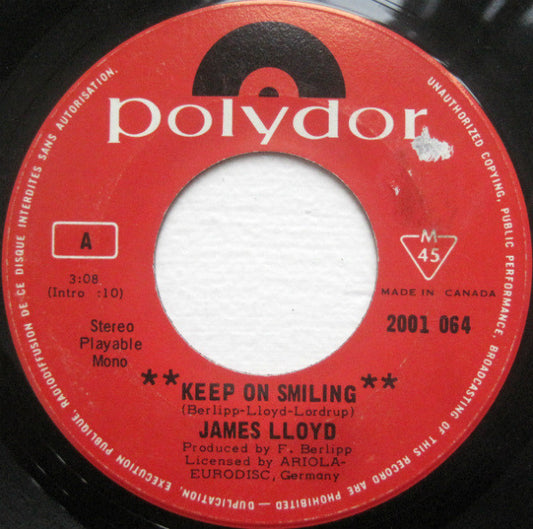 polydor
A
3:08
(Intro :10)
Stereo
Playable
Mono
M
45
MADE IN CANADA
2001 064
**KEEP ON SMILING**
(Berlipp-Lloyd-Lordrup)
JAMES LLOYD
Produced by F. Berlipp
Licensed by ARIOLA-
EURODISC, Germany
UNAUTHORIZED COPYING, PUBLIC PERFORMANCE, BROADCASTING OF THIS RECORD ARE PROHIBITED — DUPLICATION, EXECUTION PUBLIQUE, RADIODIFFUSION DE CE DISQUE INTERDITES SANS AUTORISATION.